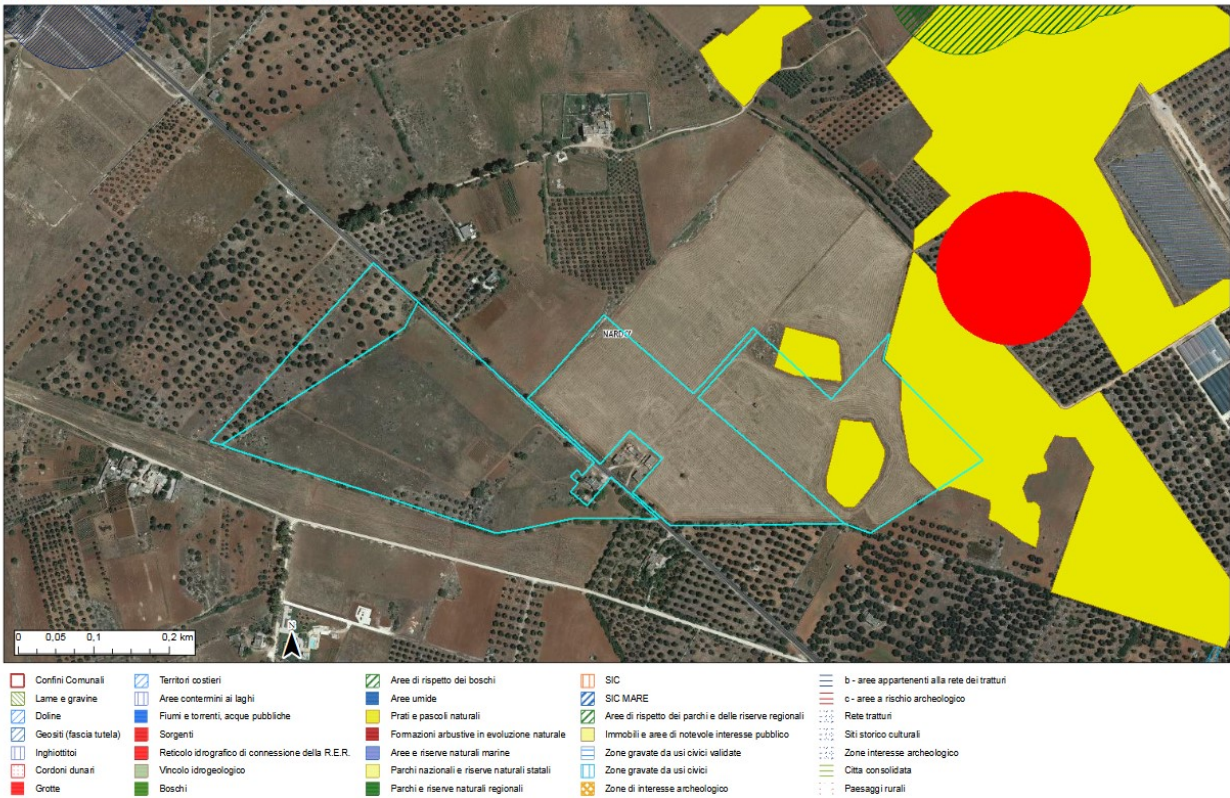 NARDO'
0 0,05 0,1 0,2 km
N
Confini Comunali
Lame e gravine
Doline
Geositi (fascia tutela)
Inghiottitoi
Cordoni dunari
Grotte
Territori costieri
Aree contermini ai laghi
Fiumi e torrenti, acque pubbliche
Sorgenti
Reticolo idrografico di connessione della R.E.R.
Vincolo idrogeologico
Boschi
Aree di rispetto dei boschi
Aree umide
Prati e pascoli naturali
Formazioni arbustive in evoluzione naturale
Aree e riserve naturali marine
Parchi nazionali e riserve naturali statali
Parchi e riserve naturali regionali
SIC
SIC MARE
Aree di rispetto dei parchi e delle riserve regionali
Immobili e aree di notevole interesse pubblico
Zone gravate da usi civici validate
Zone gravate da usi civici
Zone di interesse archeologico
b - aree appartenenti alla rete dei tratturi
c - aree a rischio archeologico
Rete tratturi
Siti storico culturali
Zone interesse archeologico
Citta consolidata
Paesaggi rurali